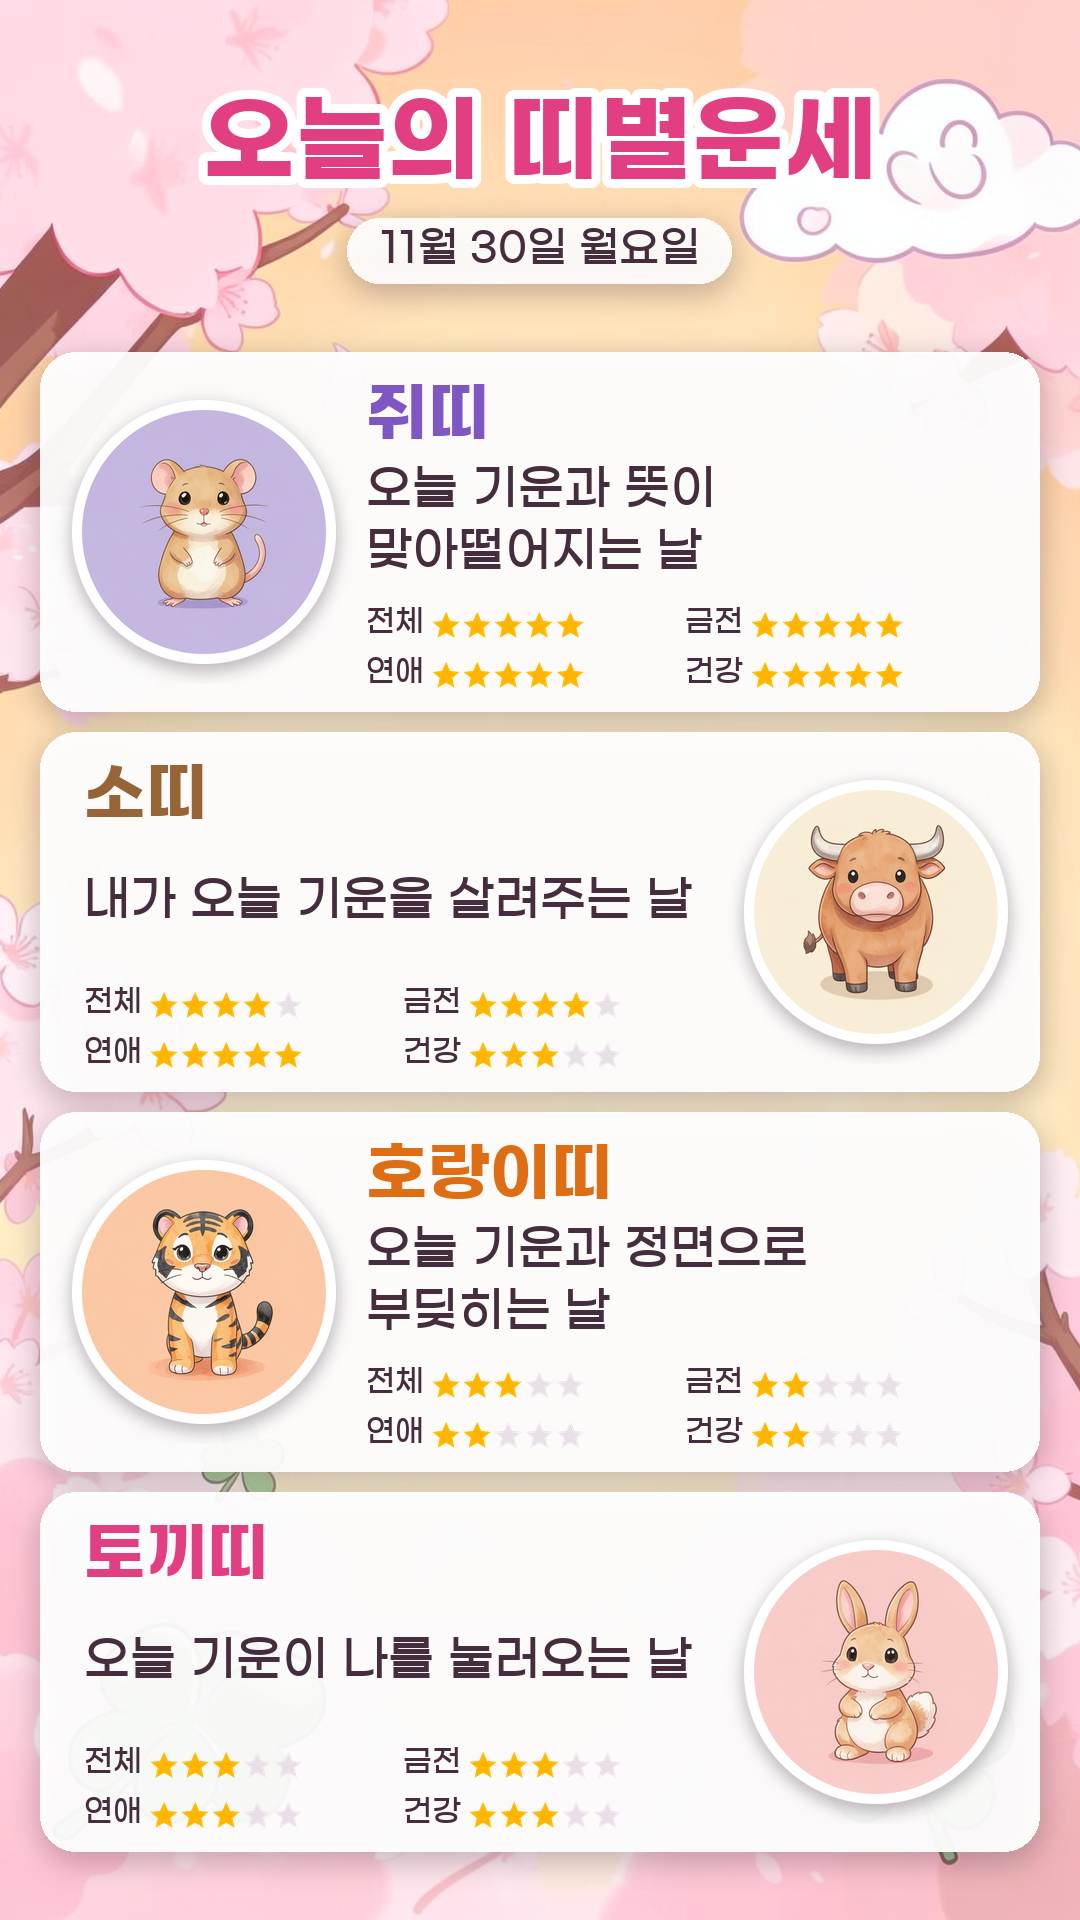 오늘의 띠별운세
11월 30일 월요일
쥐띠
오늘 기운과 뜻이
맞아떨어지는 날
전체 ★★★★★ 금전 ★★★★★
연애 ★★★★★ 건강 ★★★★★
소띠
내가 오늘 기운을 살려주는 날
전체 ★★★★★ 금전 ★★★★★
연애 ★★★★★ 건강 ★★★★★
호랑이띠
오늘 기운과 정면으로
부딪히는 날
전체 ★★★★★ 금전 ★★★★★
연애 ★★★★★ 건강 ★★★★★
토끼띠
오늘 기운이 나를 눌러오는 날
전체 ★★★★★ 금전 ★★★★★
연애 ★★★★★ 건강 ★★★★★